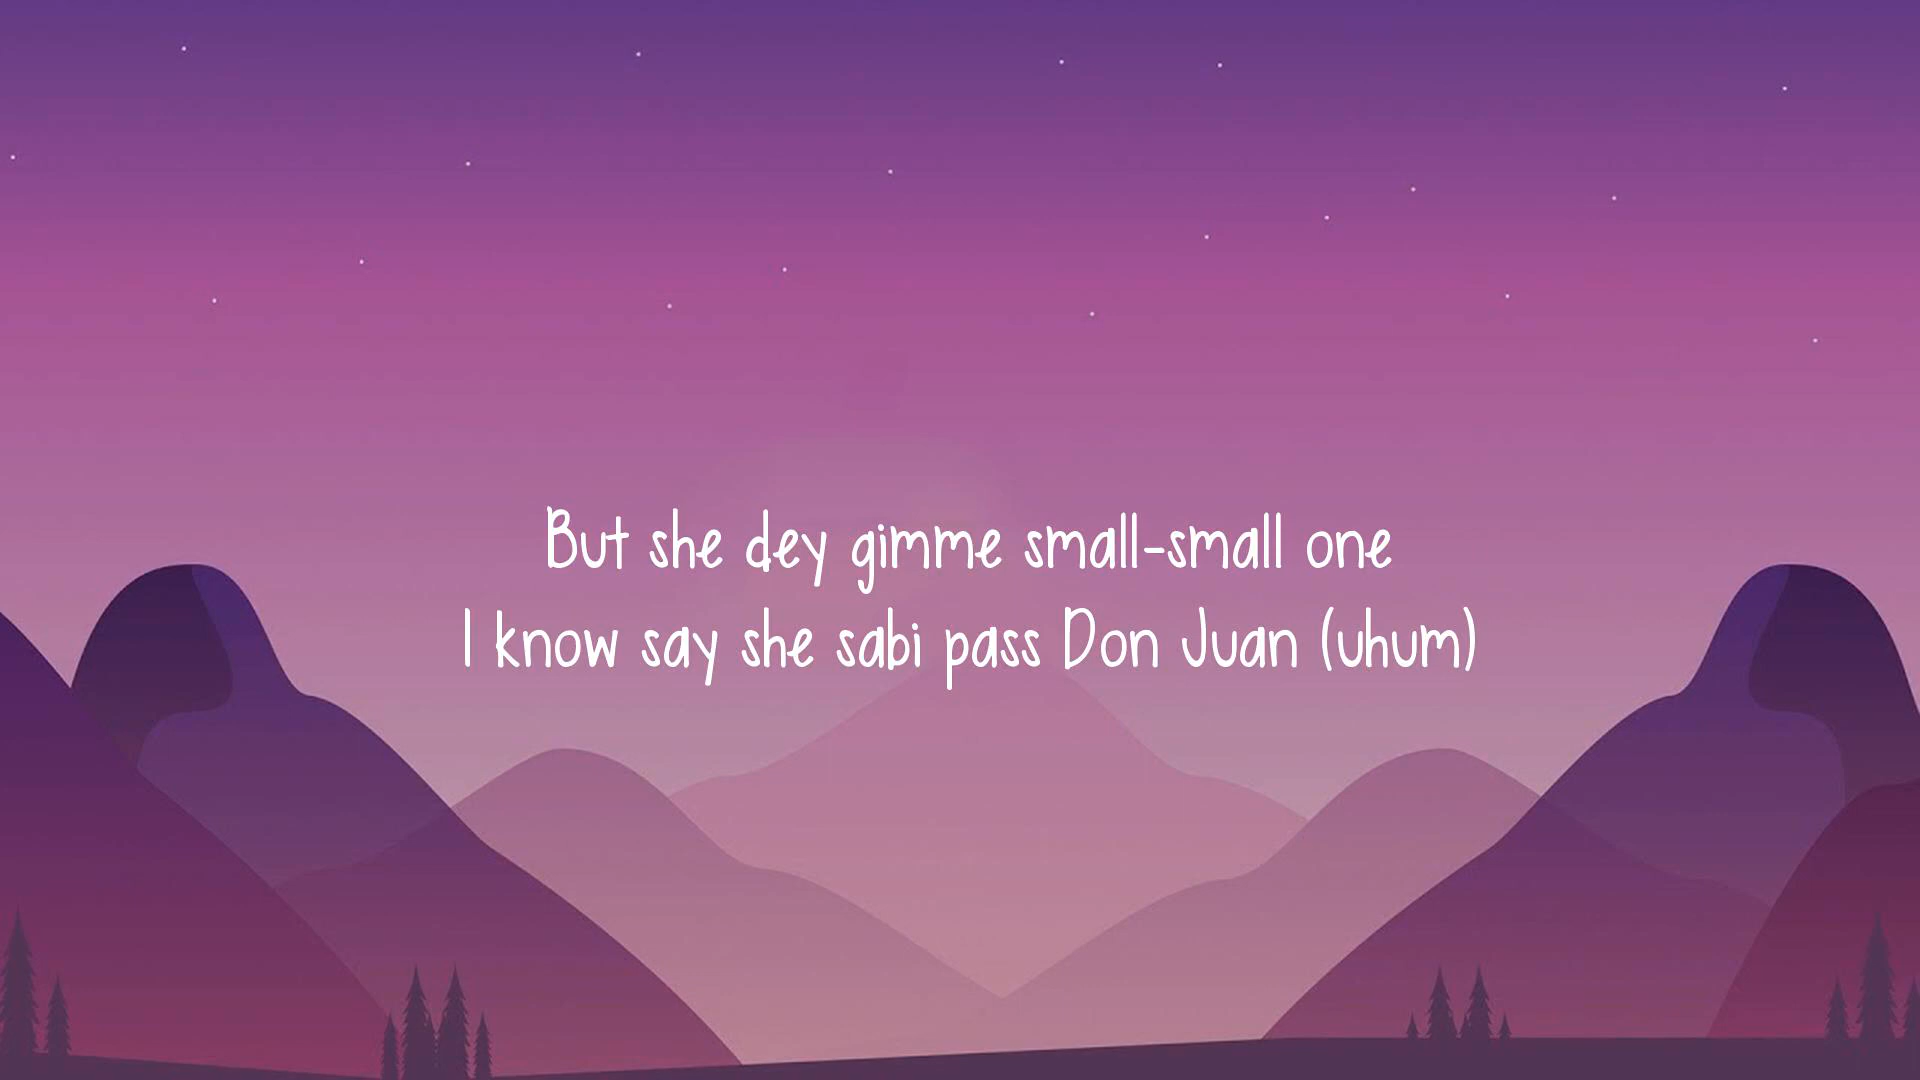 But she dey gimme small-small one
I know say she sabi pass Don Juan (uhum)